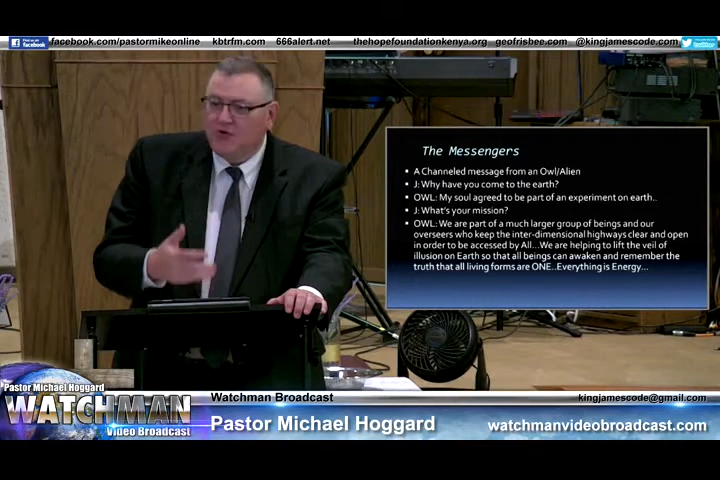 Find us on facebook facebook.com/pastormikeonline kbtrfm.com 666alert.net thehopefoundationkenya.org geofrisbee.com @kingjamescode.com twitter
The Messengers
• A Channeled message from an Owl/Alien
• J: Why have you come to the earth?
• OWL: My soul agreed to be part of an experiment on earth..
• J: What's your mission?
• OWL: We are part of a much larger group of beings and our
overseers who keep the inter-dimensional highways clear and open
in order to be accessed by All...We are helping to lift the veil of
illusion on Earth so that all beings can awaken and remember the
truth that all living forms are ONE..Everything is Energy...
Pastor Michael Hoggard
WATCHMAN
Video Broadcast
Watchman Broadcast
kingjamescode@gmail.com
Pastor Michael Hoggard
watchmanvideobroadcast.com